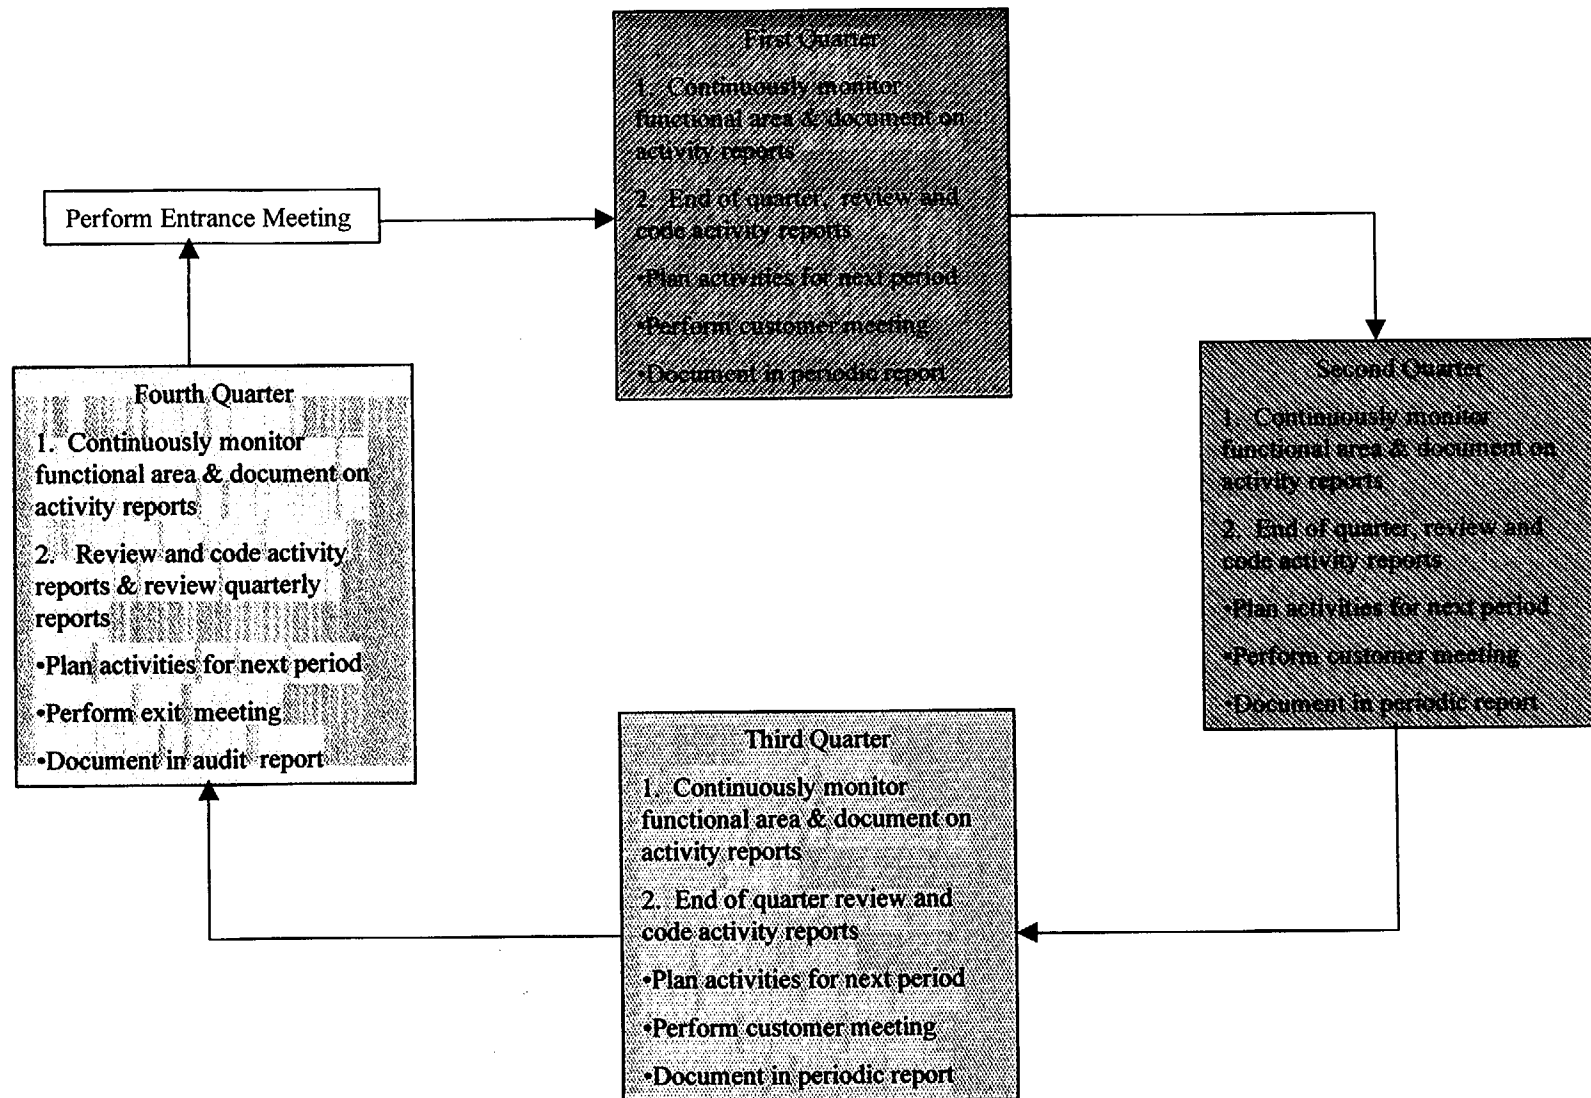 Perform Entrance Meeting
First Quarter
1. Continuously monitor
functional area & document on
activity reports
2. End of quarter, review and
code activity reports
•Plan activities for next period
•Perform customer meeting
•Document in periodic report
Second Quarter
1. Continuously monitor
functional area & document on
activity reports
2. End of quarter, review and
code activity reports
•Plan activities for next period
•Perform customer meeting
•Document in periodic report
Third Quarter
1. Continuously monitor
functional area & document on
activity reports
2. End of quarter review and
code activity reports
•Plan activities for next period
•Perform customer meeting
•Document in periodic report
Fourth Quarter
1. Continuously monitor
functional area & document on
activity reports
2. Review and code activity
reports & review quarterly
reports
•Plan activities for next period
•Perform exit meeting
•Document in audit report